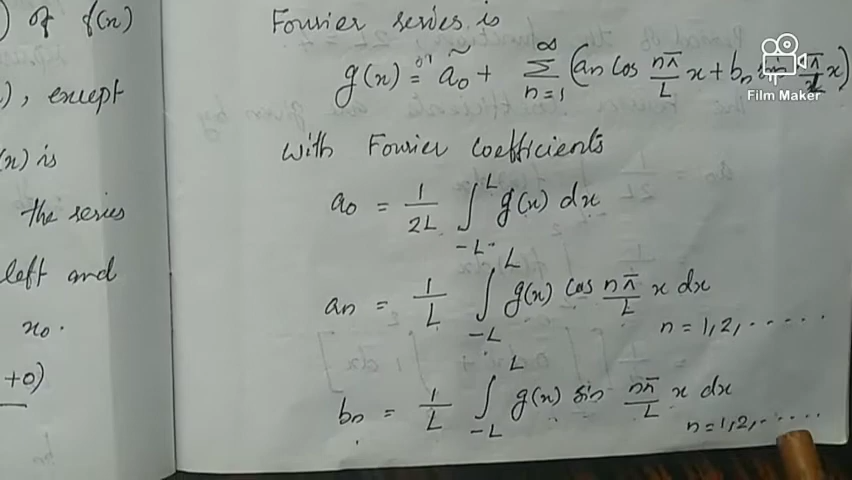 ) of f(x)
), except
(x) is
the series
left and
x₀.
+0)
Fourier series is
g(x) = or ~ a₀ + ∞ Σ n=1 (an cos nπ/L x + bn sin nπ/L x)
Film Maker
with Fourier coefficients
a₀ = 1/2L ∫ -L L g(x) dx
an = 1/L ∫ -L L g(x) cos nπ/L x dx
n = 1,2, ......
bn = 1/L ∫ -L L g(x) sin nπ/L x dx
n = 1,2, ......